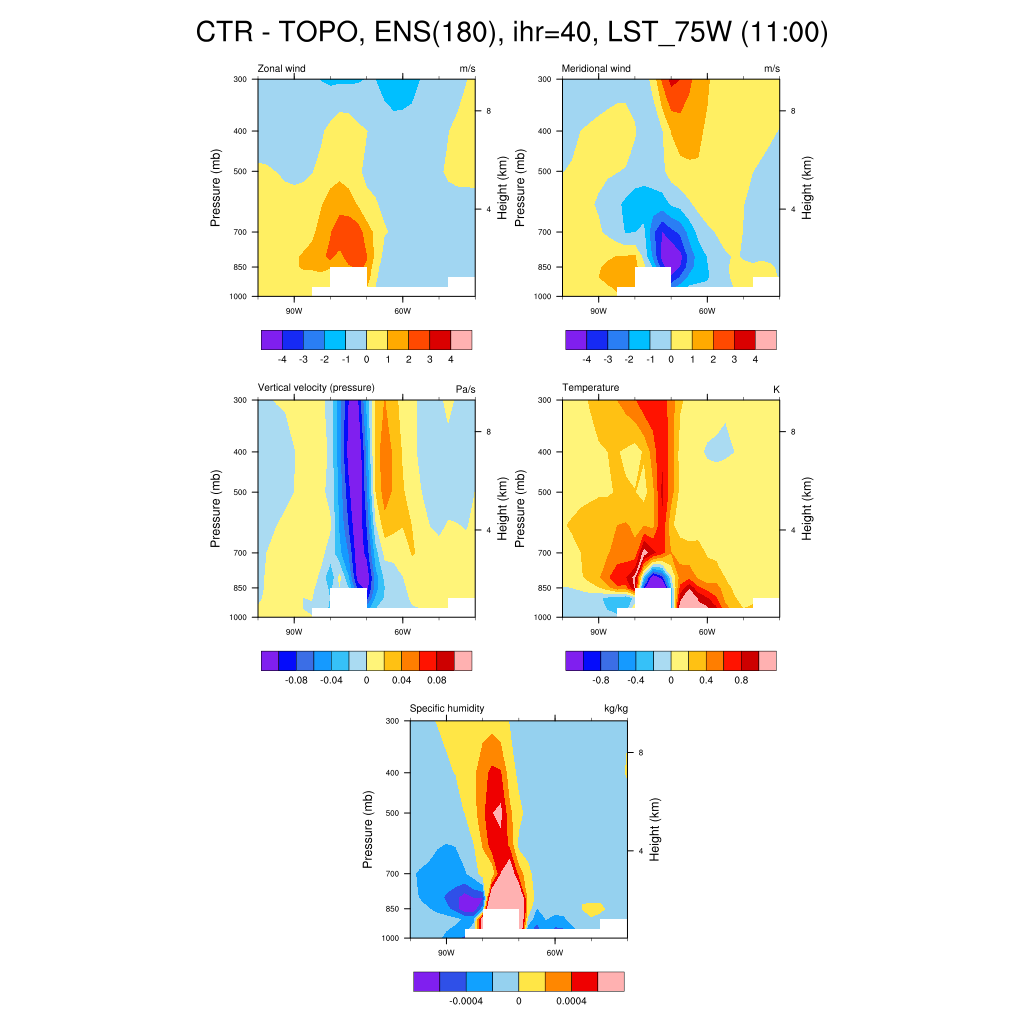 CTR - TOPO, ENS(180), ihr=40, LST_75W (11:00)
Zonal wind m/s
Pressure (mb)
300
400
500
700
850
1000
8
4
Height (km)
90W 60W
-4 -3 -2 -1 0 1 2 3 4
Meridional wind m/s
Pressure (mb)
300
400
500
700
850
1000
8
4
Height (km)
90W 60W
-4 -3 -2 -1 0 1 2 3 4
Vertical velocity (pressure) Pa/s
Pressure (mb)
300
400
500
700
850
1000
8
4
Height (km)
90W 60W
-0.08 -0.04 0 0.04 0.08
Temperature K
Pressure (mb)
300
400
500
700
850
1000
8
4
Height (km)
90W 60W
-0.8 -0.4 0 0.4 0.8
Specific humidity kg/kg
Pressure (mb)
300
400
500
700
850
1000
8
4
Height (km)
90W 60W
-0.0004 0 0.0004